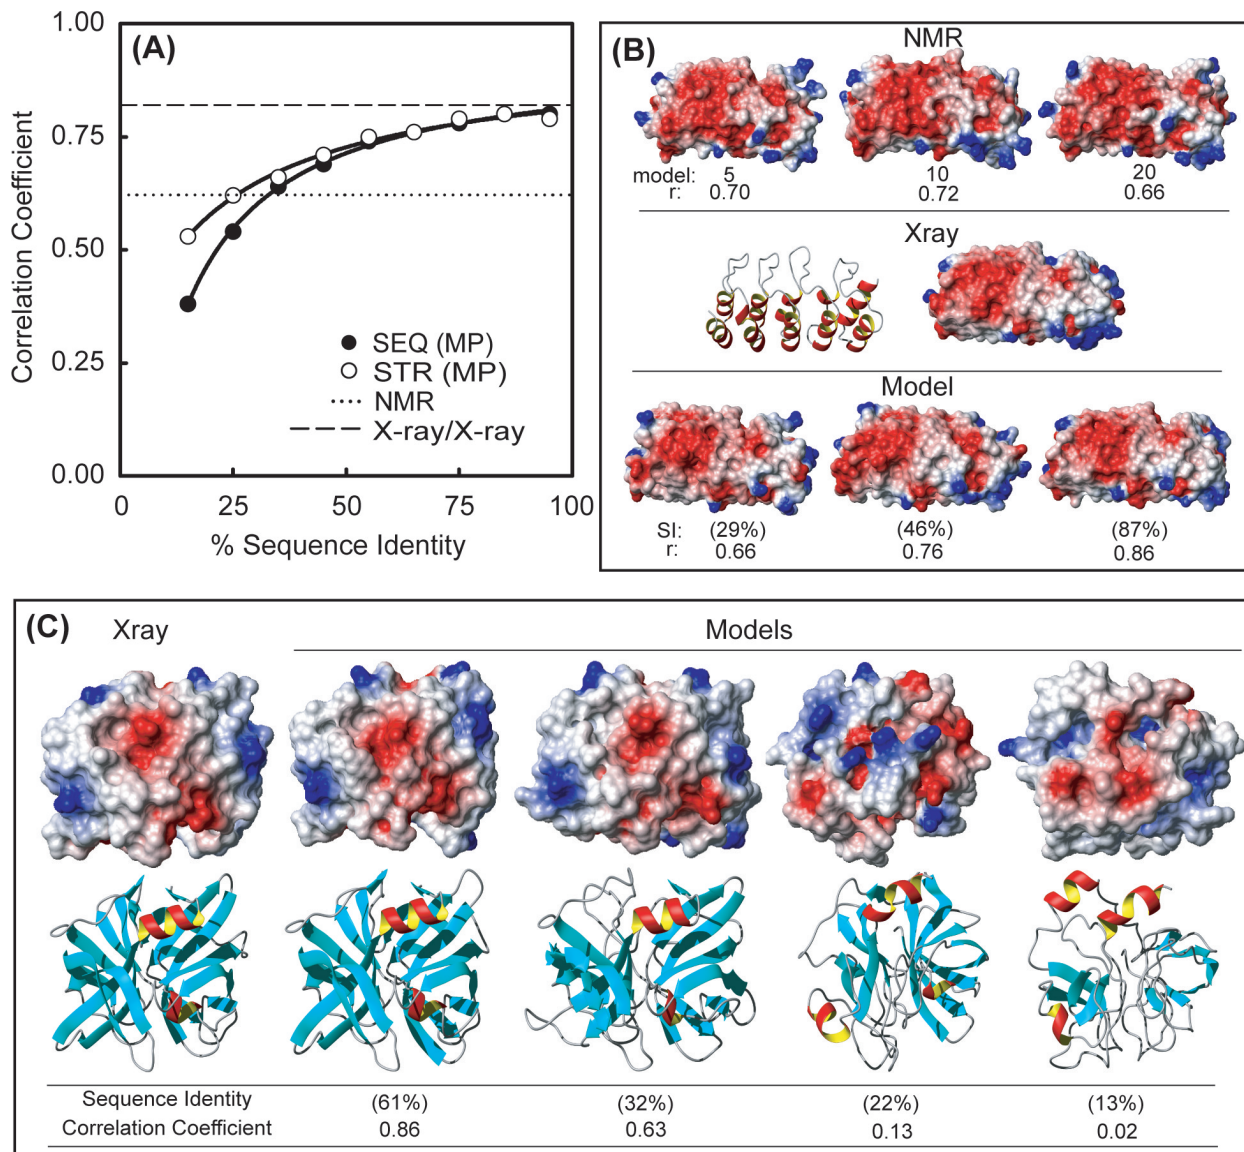 (A)
1.00
0.75
0.50
0.25
0.00
Correlation Coefficient
SEQ (MP)
STR (MP)
NMR
X-ray/X-ray
0 25 50 75 100
% Sequence Identity
(B)
NMR
model: 5 10 20
r: 0.70 0.72 0.66
Xray
Model
SI: (29%) (46%) (87%)
r: 0.66 0.76 0.86
(C)
Xray Models
Sequence Identity (61%) (32%) (22%) (13%)
Correlation Coefficient 0.86 0.63 0.13 0.02